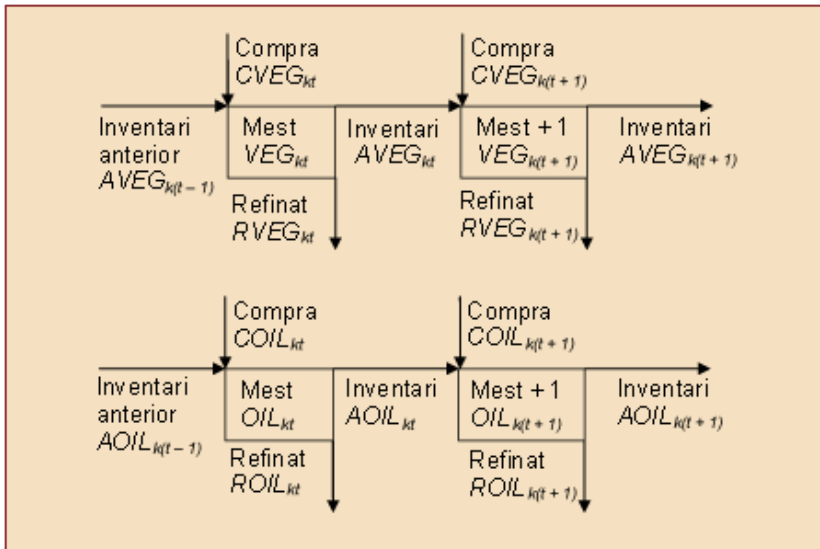 Compra
CVEGkt
Compra
CVEGk(t + 1)
Inventari
anterior
AVEGk(t – 1)
Mest
VEGkt
Inventari
AVEGkt
Mest + 1
VEGk(t + 1)
Inventari
AVEGk(t + 1)
Refinat
RVEGkt
Refinat
RVEGk(t + 1)
Compra
COILkt
Compra
COILk(t + 1)
Inventari
anterior
AOILk(t – 1)
Mest
OILkt
Inventari
AOILkt
Mest + 1
OILk(t + 1)
Inventari
AOILk(t + 1)
Refinat
ROILkt
Refinat
ROILk(t + 1)